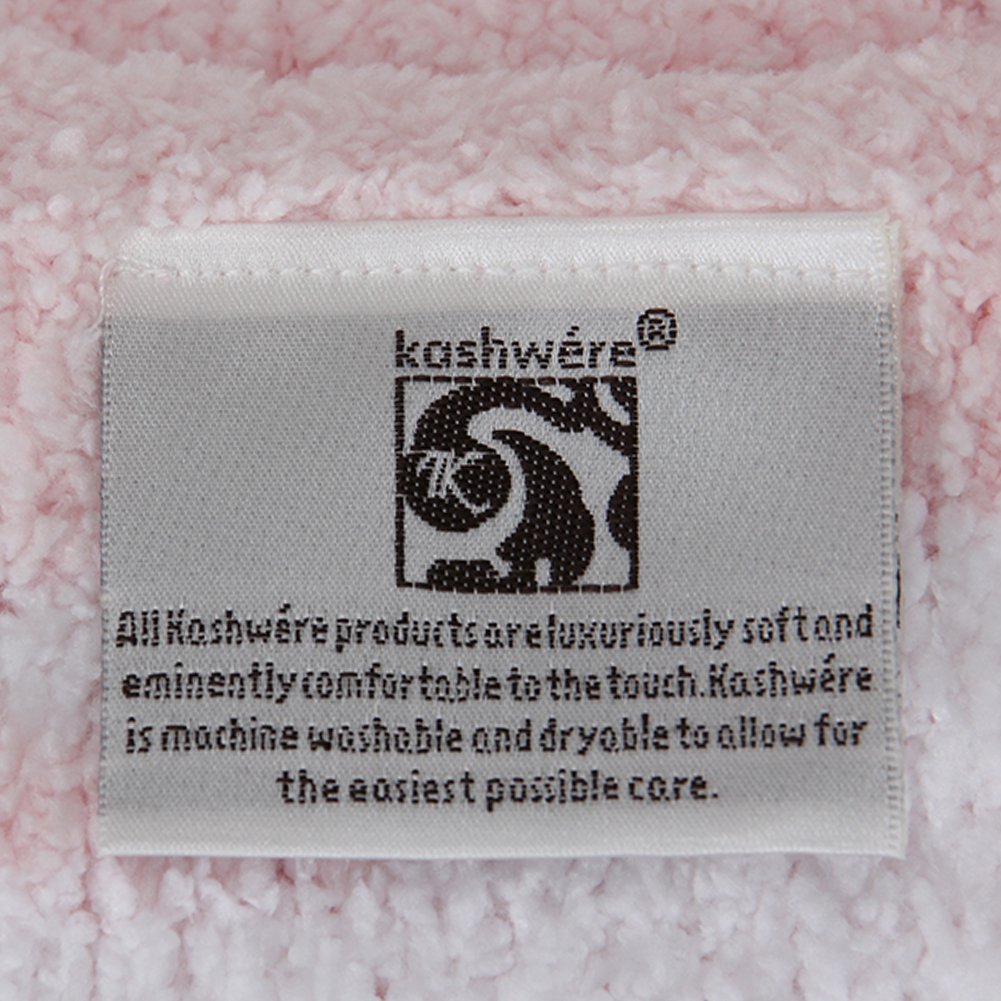 kashwére®
K
All Kashwére products are luxuriously soft and
eminently comfortable to the touch. Kashwére
is machine washable and dryable to allow for
the easiest possible care.